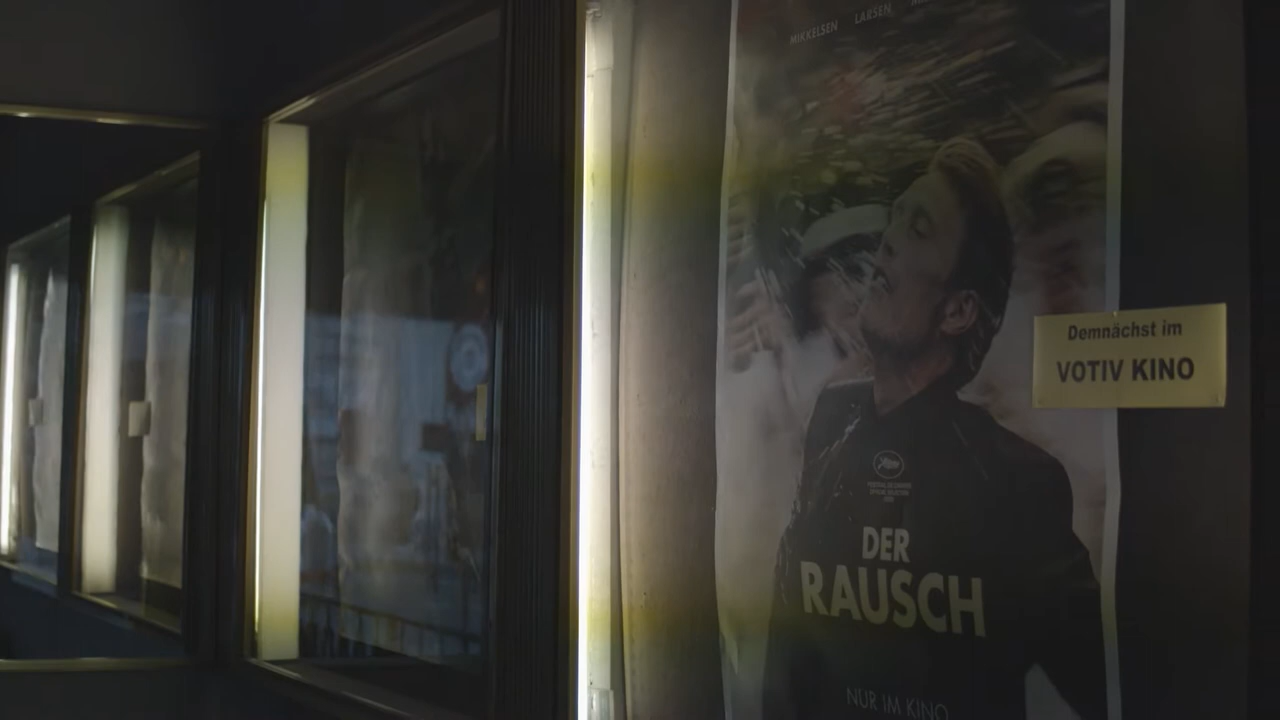 MIKKELSEN LARSEN
Demnächst im
VOTIV KINO
DER
RAUSCH
NUR IM KINO